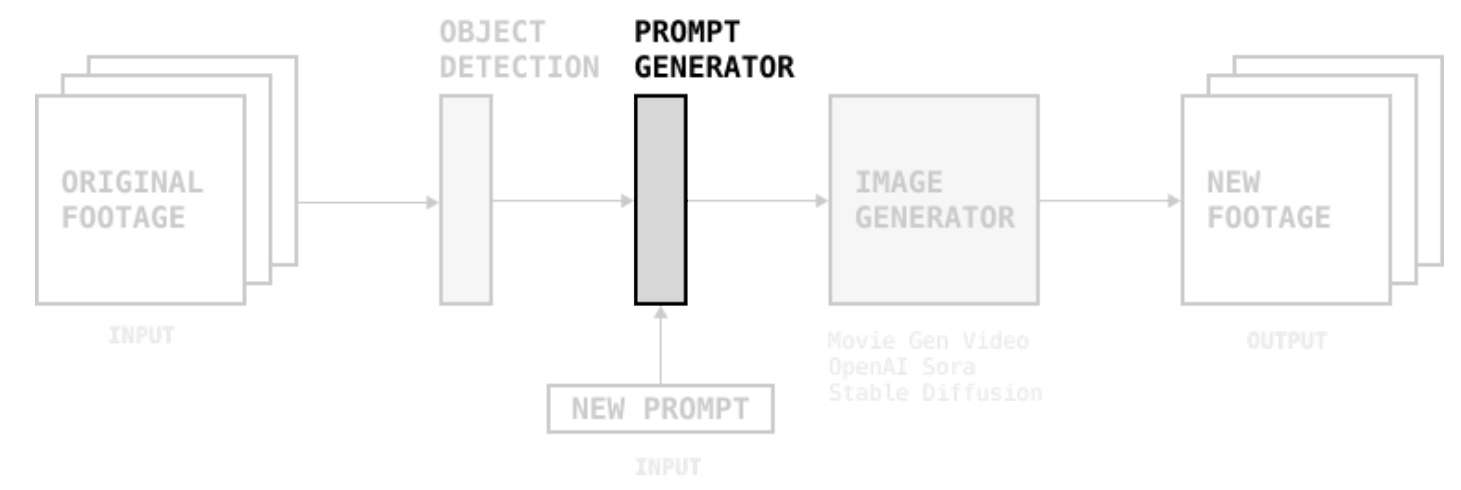 OBJECT
DETECTION
PROMPT
GENERATOR
ORIGINAL
FOOTAGE
IMAGE
GENERATOR
NEW
FOOTAGE
INPUT
Movie Gen Video
OpenAI Sora
Stable Diffusion
OUTPUT
NEW PROMPT
INPUT